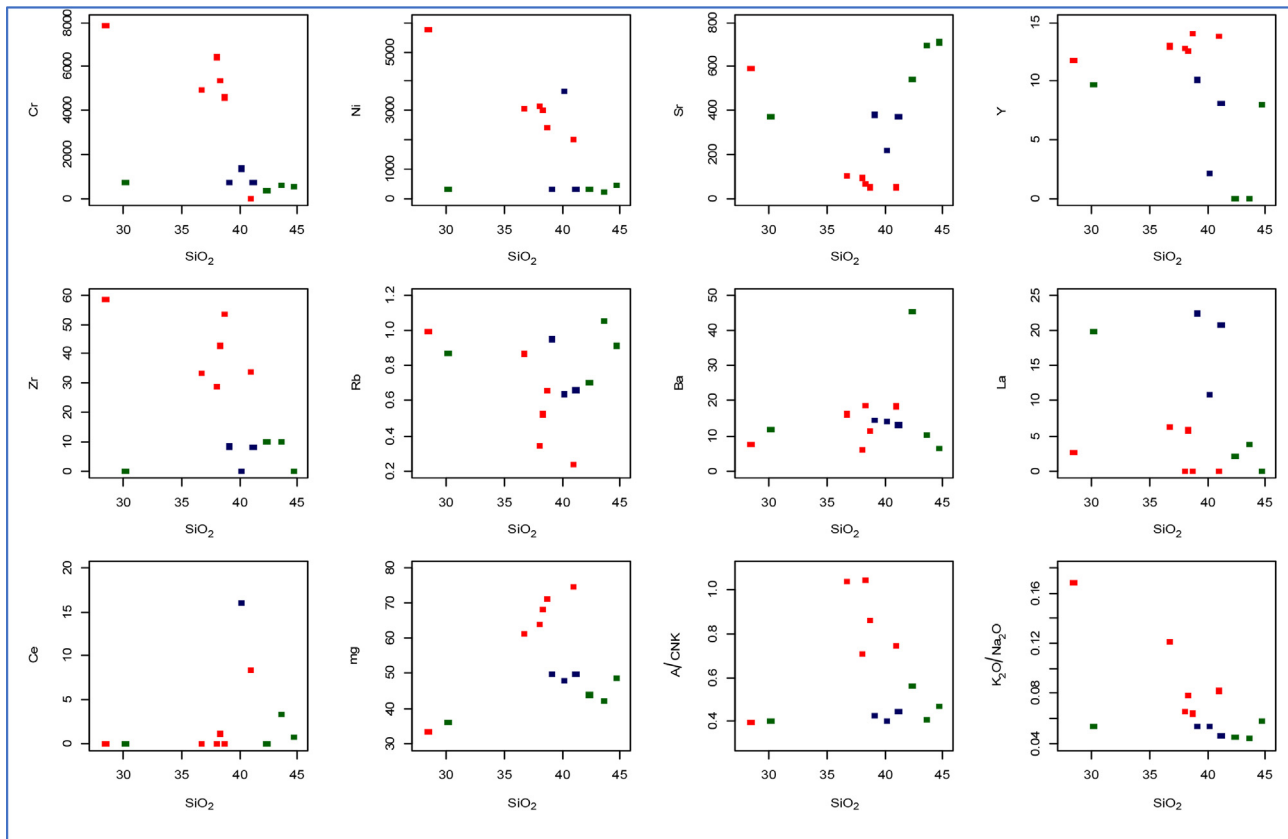 Cr
0 2000 4000 6000 8000
30 35 40 45
SiO2
Ni
0 1000 3000 5000
30 35 40 45
SiO2
Sr
0 200 400 600 800
30 35 40 45
SiO2
Y
0 5 10 15
30 35 40 45
SiO2
Zr
0 10 20 30 40 50 60
30 35 40 45
SiO2
Rb
0.2 0.4 0.6 0.8 1.0 1.2
30 35 40 45
SiO2
Ba
0 10 20 30 40 50
30 35 40 45
SiO2
La
0 5 10 15 20 25
30 35 40 45
SiO2
Ce
0 5 10 15 20
30 35 40 45
SiO2
mg
30 40 50 60 70 80
30 35 40 45
SiO2
A/CNK
0.4 0.6 0.8 1.0
30 35 40 45
SiO2
K2O/Na2O
0.04 0.08 0.12 0.16
30 35 40 45
SiO2